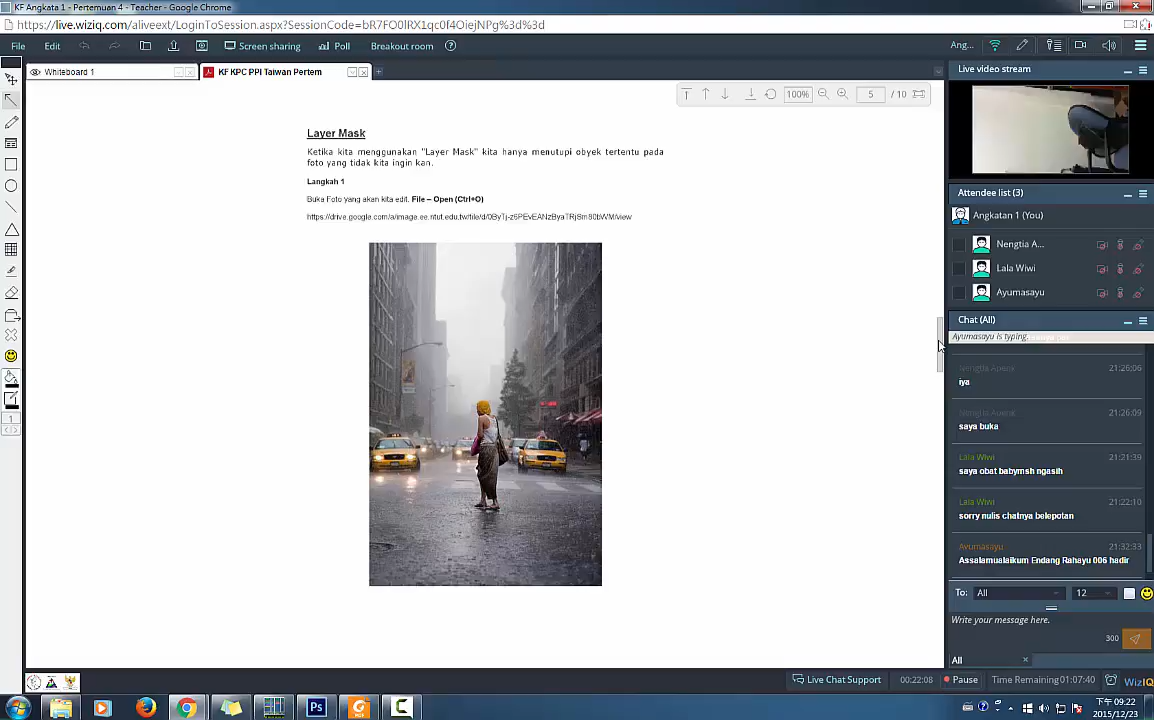 KF Angkata 1 - Pertemuan 4 - Teacher - Google Chrome
https://live.wiziq.com/aliveext/LoginToSession.aspx?SessionCode=bR7FO0lRX1qc0f4OiejNPg%3d%3d
File Edit Screen sharing Poll Breakout room Ang...
Whiteboard 1
KF KPC PPI Taiwan Pertem
100%
5 / 10
Layer Mask
Ketika kita menggunakan "Layer Mask" kita hanya menutupi obyek tertentu pada
foto yang tidak kita ingin kan.
Langkah 1
Buka Foto yang akan kita edit. File – Open (Ctrl+O)
1
Live video stream
Attendee list (3)
Angkatan 1 (You)
Nengtia A...
Lala Wiwi
Ayumasayu
Chat (All)
Ayumasayu is typing
21:26:06
iya
21:26:09
saya buka
Lala Wiwi 21:21:39
saya obat babymsh ngasih
Lala Wiwi 21:22:10
sorry nulis chatnya belepotan
Ayumasayu 21:32:33
Assalamualaikum Endang Rahayu 006 hadir
To: All 12
Write your message here.
300
All
Live Chat Support 00:22:08 Pause Time Remaining 01:07:40 WizIQ
下午 09:22
2015/12/23